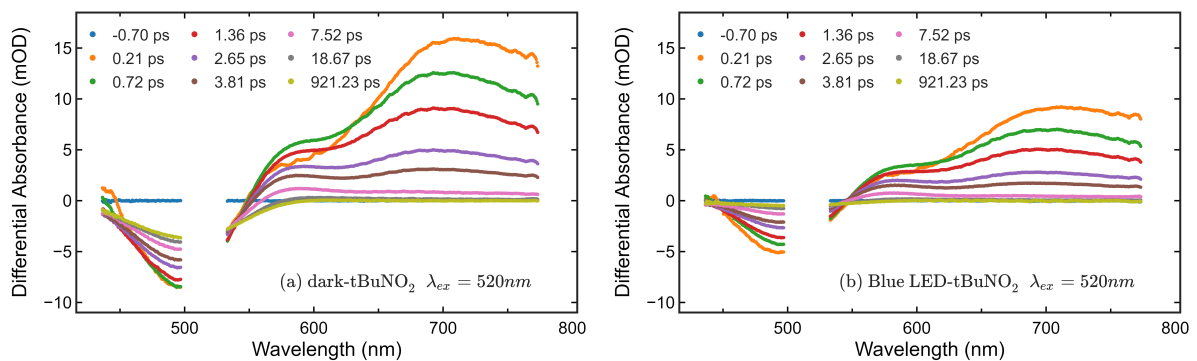 (a) dark-tBuNO₂ λₑₓ = 520nm
Differential Absorbance (mOD)
15
10
5
0
−5
−10
-0.70 ps 1.36 ps 7.52 ps
0.21 ps 2.65 ps 18.67 ps
0.72 ps 3.81 ps 921.23 ps
500 600 700 800
Wavelength (nm)
(b) Blue LED-tBuNO₂ λₑₓ = 520nm
Differential Absorbance (mOD)
15
10
5
0
−5
−10
-0.70 ps 1.36 ps 7.52 ps
0.21 ps 2.65 ps 18.67 ps
0.72 ps 3.81 ps 921.23 ps
500 600 700 800
Wavelength (nm)